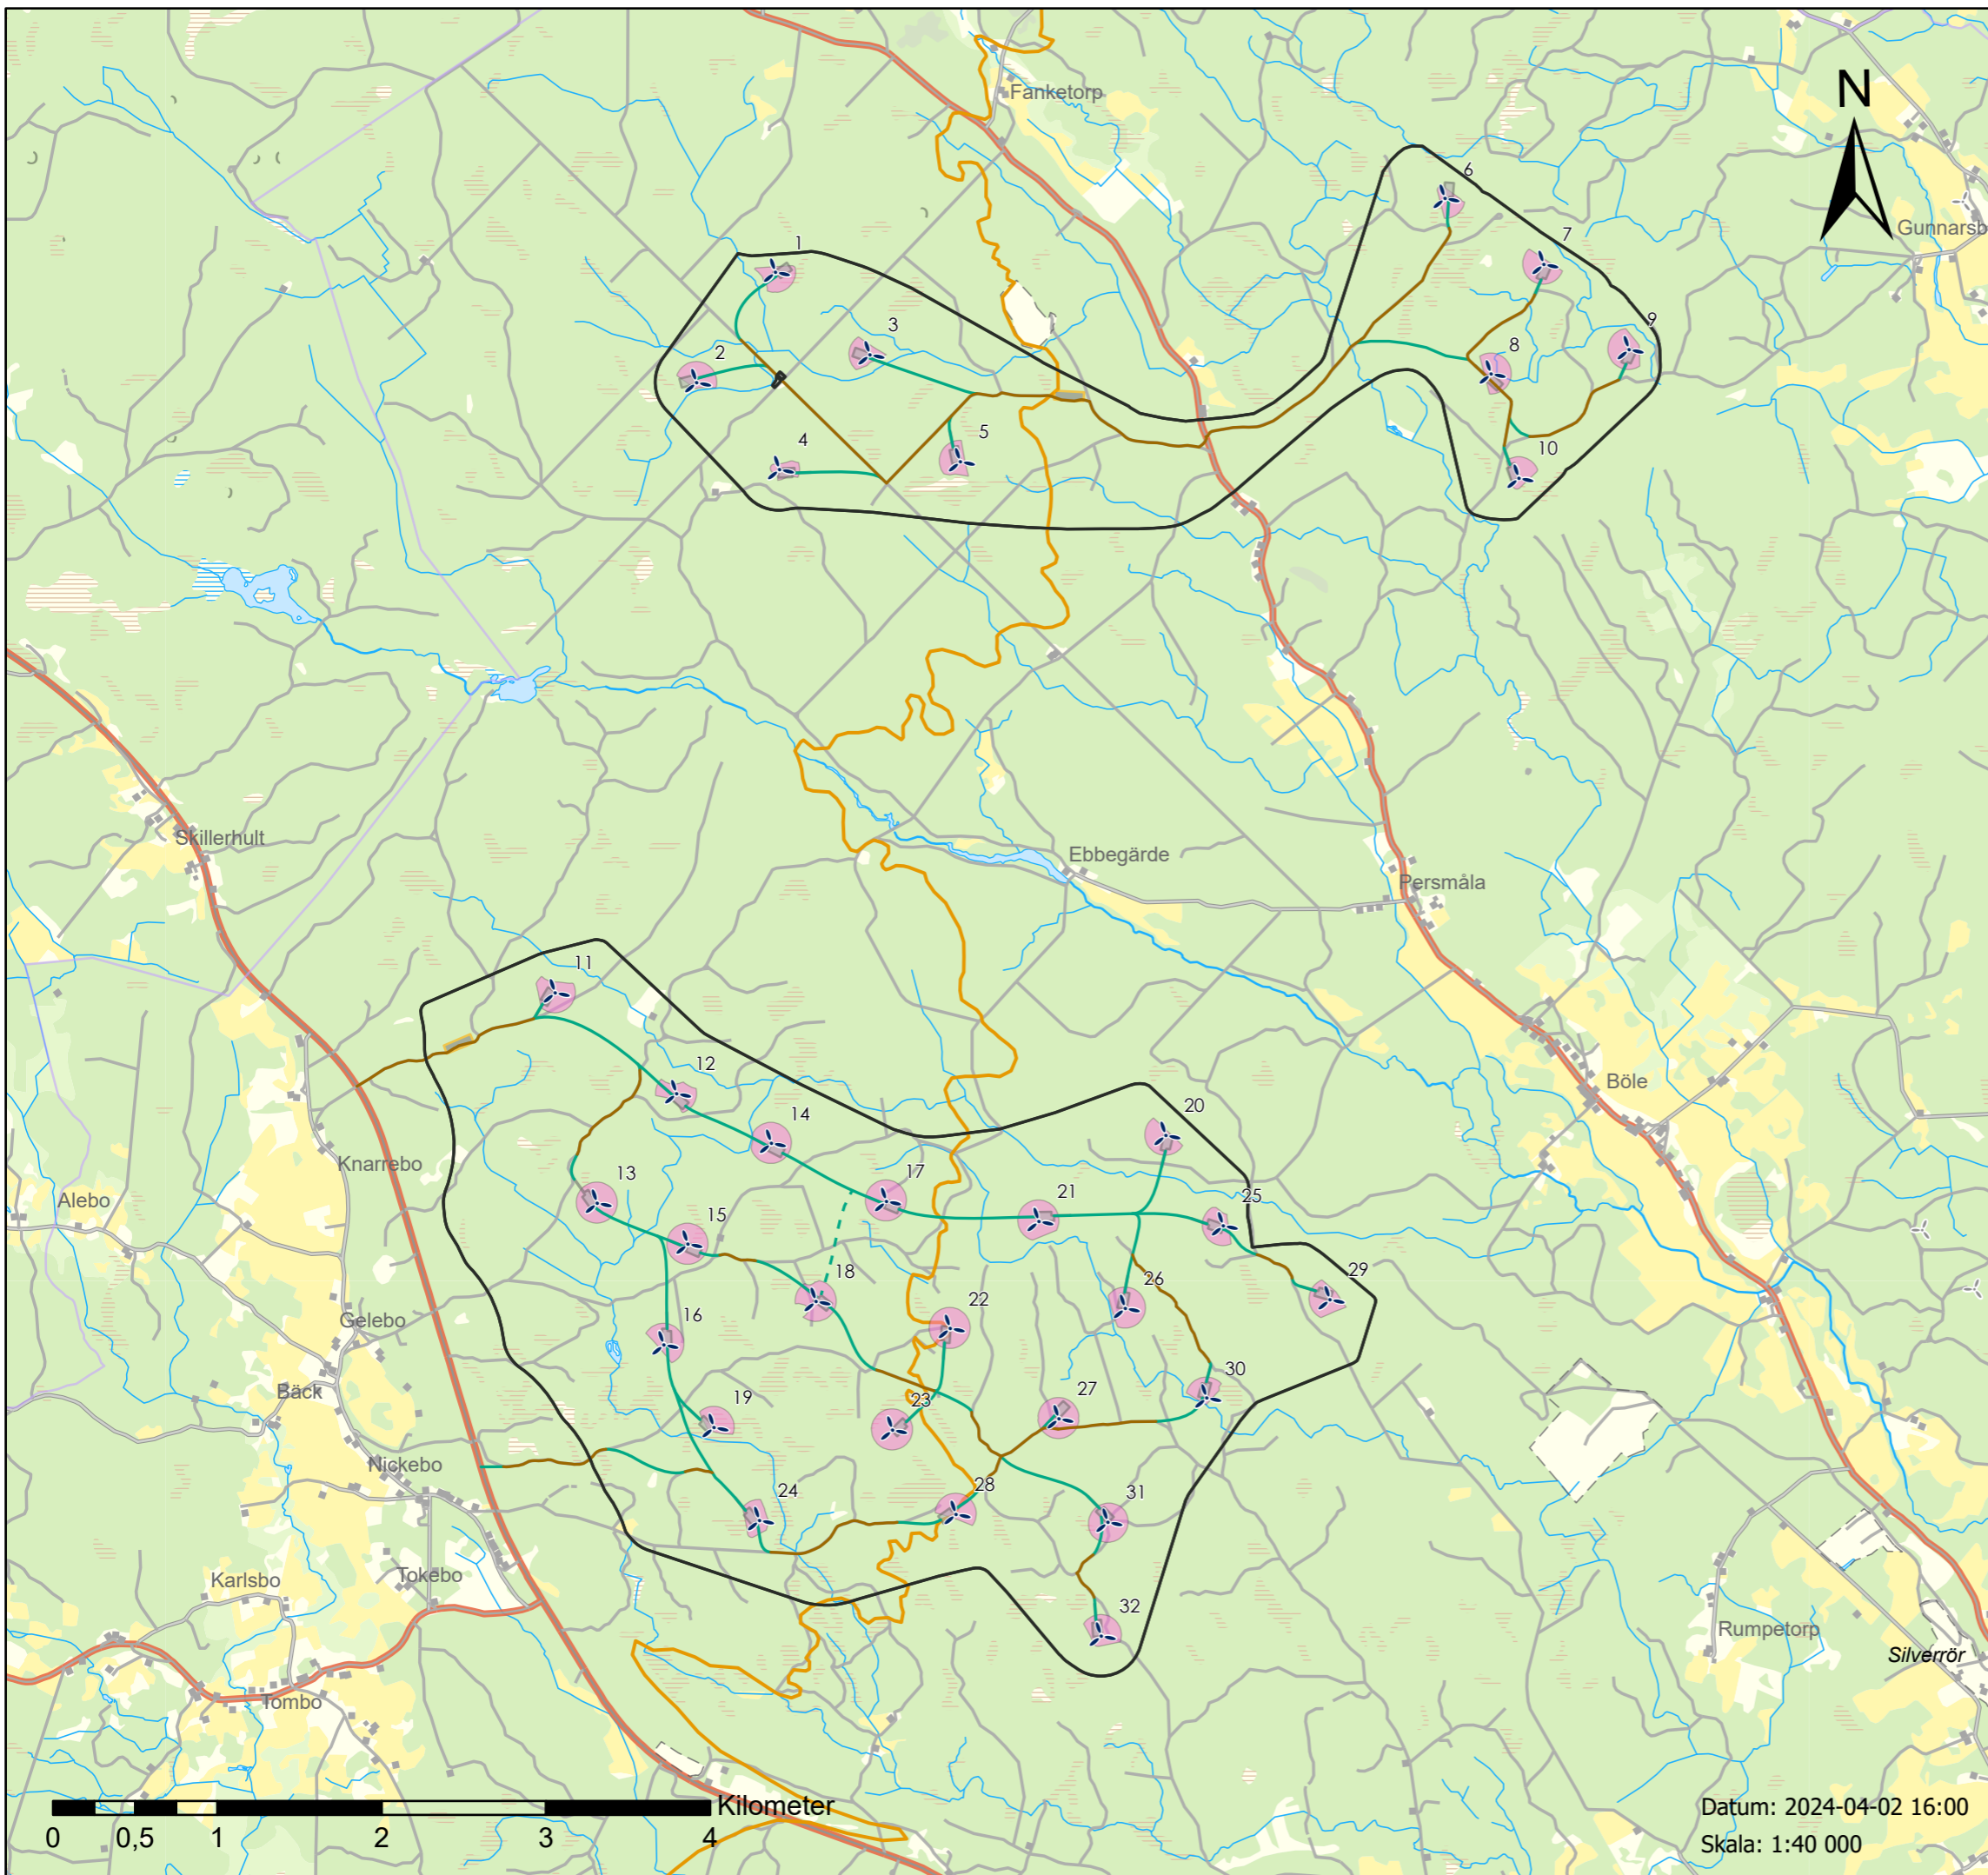 Fanketorp
N
6
Gunnarsb
7
1
9
3
8
2
5
4
10
Skillerhult
Ebbegärde
Persmåla
11
12
Böle
20
14
Knarrebo
13
17
Alebo
21
25
15
18
26
29
22
16
Gelebo
30
Bäck
27
19
23
Nickebo
28
24
31
Karlsbo
Tokebo
32
Rumpetorp
Silverrör
Tombo
Kilometer
0 0,5 1 2 3 4
Datum: 2024-04-02 16:00
Skala: 1:40 000